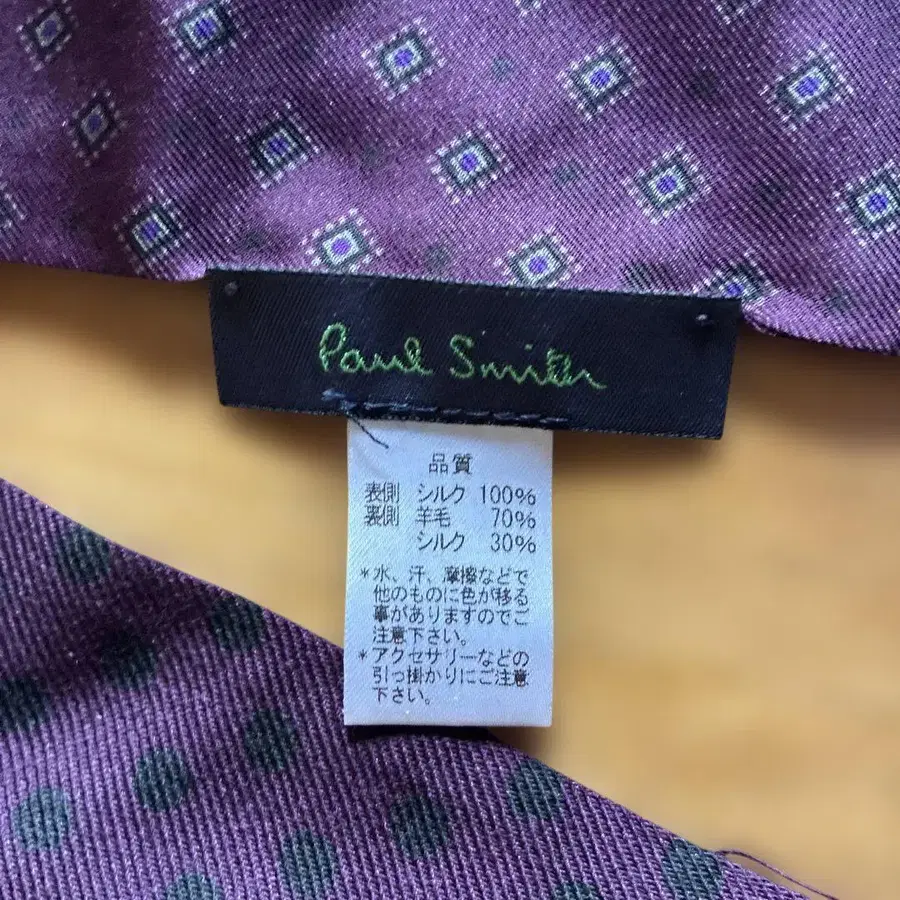 Paul Smith
品質
表側 シルク 100%
裏側 羊毛 70%
シルク 30%
*水、汗、摩擦などで
他のものに色が移る
事がありますのでご
注意下さい。
*アクセサリーなどの
引っ掛かりにご注意
下さい。